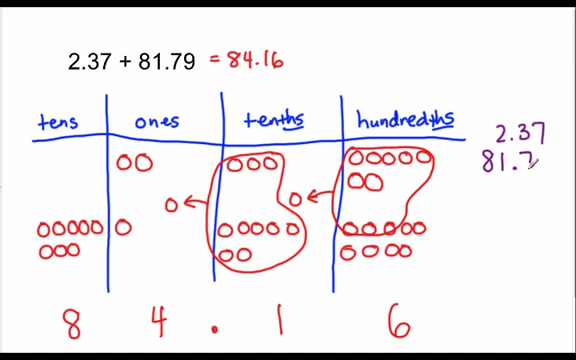 2.37 + 81.79 = 84.16
tens ones tenths hundredths
2.37
81.7
8 4 . 1 6